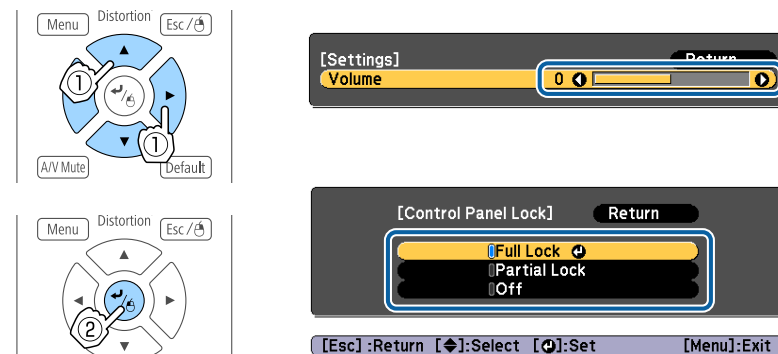 Menu Distortion Esc/
①
①
A/V Mute Default
[Settings]
Return
Volume 0
Menu Distortion Esc/
②
[Control Panel Lock] Return
Full Lock
Partial Lock
Off
[Esc] :Return [ ]:Select [ ]:Set [Menu]:Exit